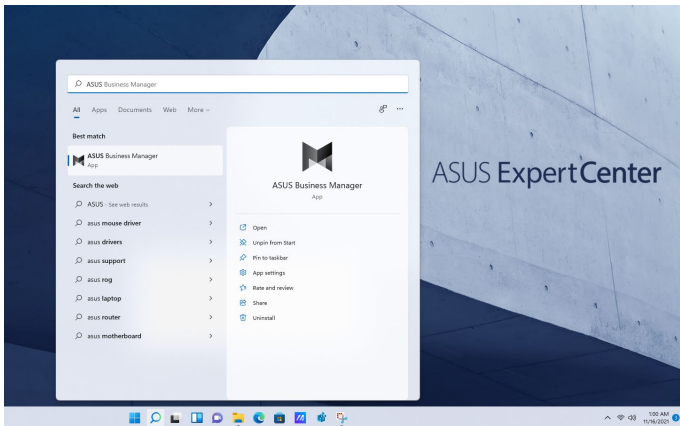 ASUS Business Manager
All Apps Documents Web More
Best match
ASUS Business Manager
App
Search the web
ASUS - See web results
asus mouse driver
asus drivers
asus support
asus rog
asus laptop
asus router
asus motherboard
ASUS Business Manager
App
Open
Unpin from Start
Pin to taskbar
App settings
Rate and review
Share
Uninstall
ASUS ExpertCenter
1:00 AM
11/16/2021